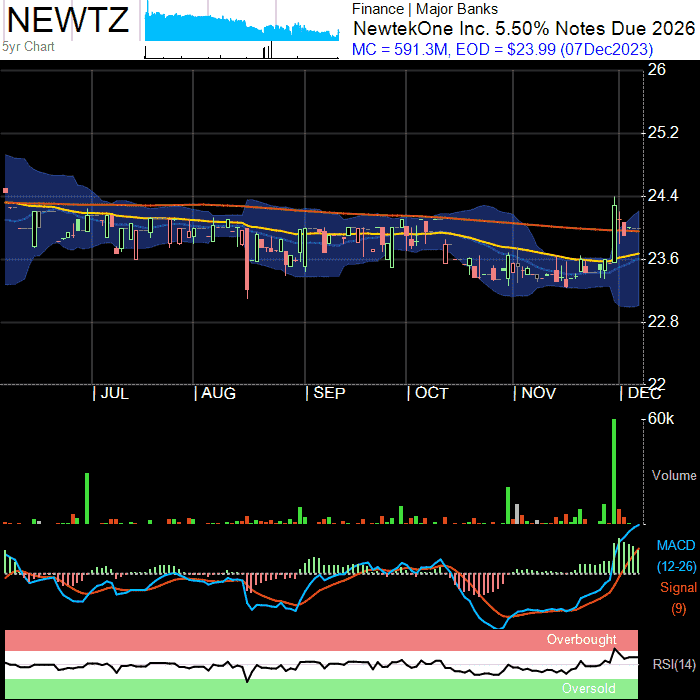 NEWTZ
5yr Chart
Finance | Major Banks
NewtekOne Inc. 5.50% Notes Due 2026
MC = 591.3M, EOD = $23.99 (07Dec2023)
26
25.2
24.4
23.6
22.8
22
JUL
AUG
SEP
OCT
NOV
DEC
60k
Volume
MACD
(12-26)
Signal
(9)
Overbought
RSI(14)
Oversold